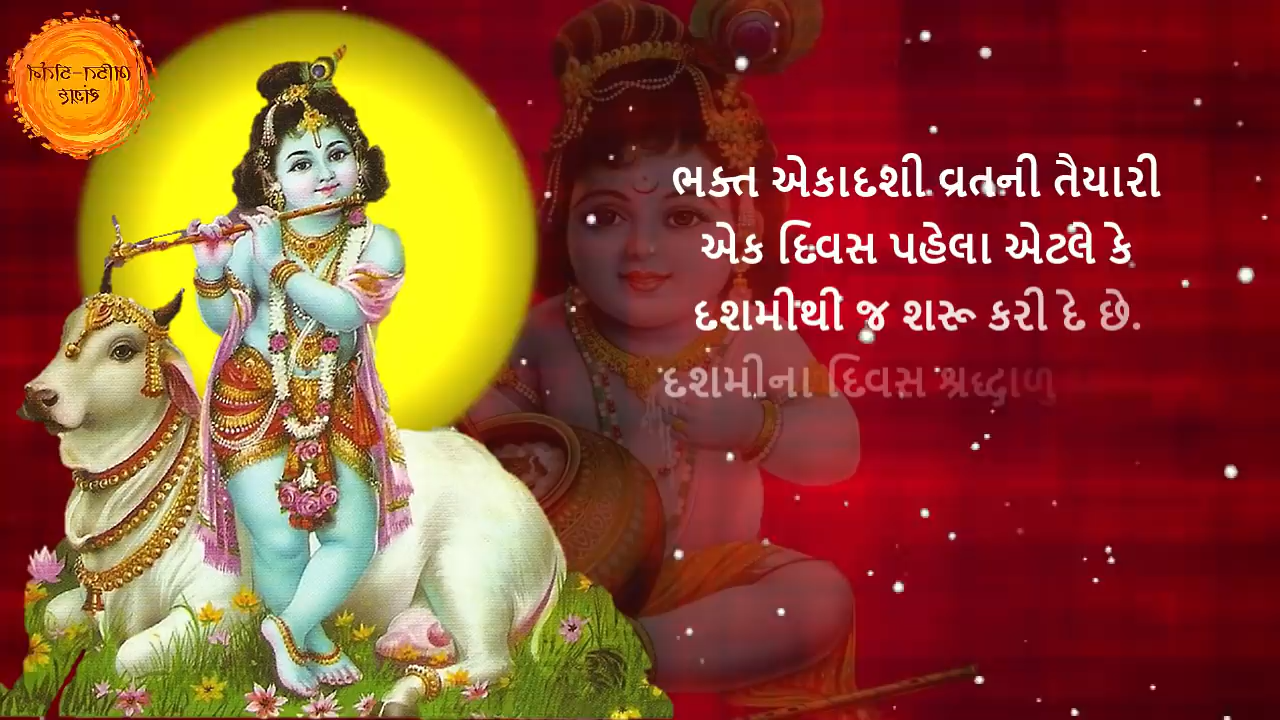 ભક્ત એકાદશી વ્રતની તૈયારી
એક દિવસ પહેલા એટલે કે
દશમીથી જ શરૂ કરી દે છે.
દશમીના દિવસ શ્રદ્ધાળુ